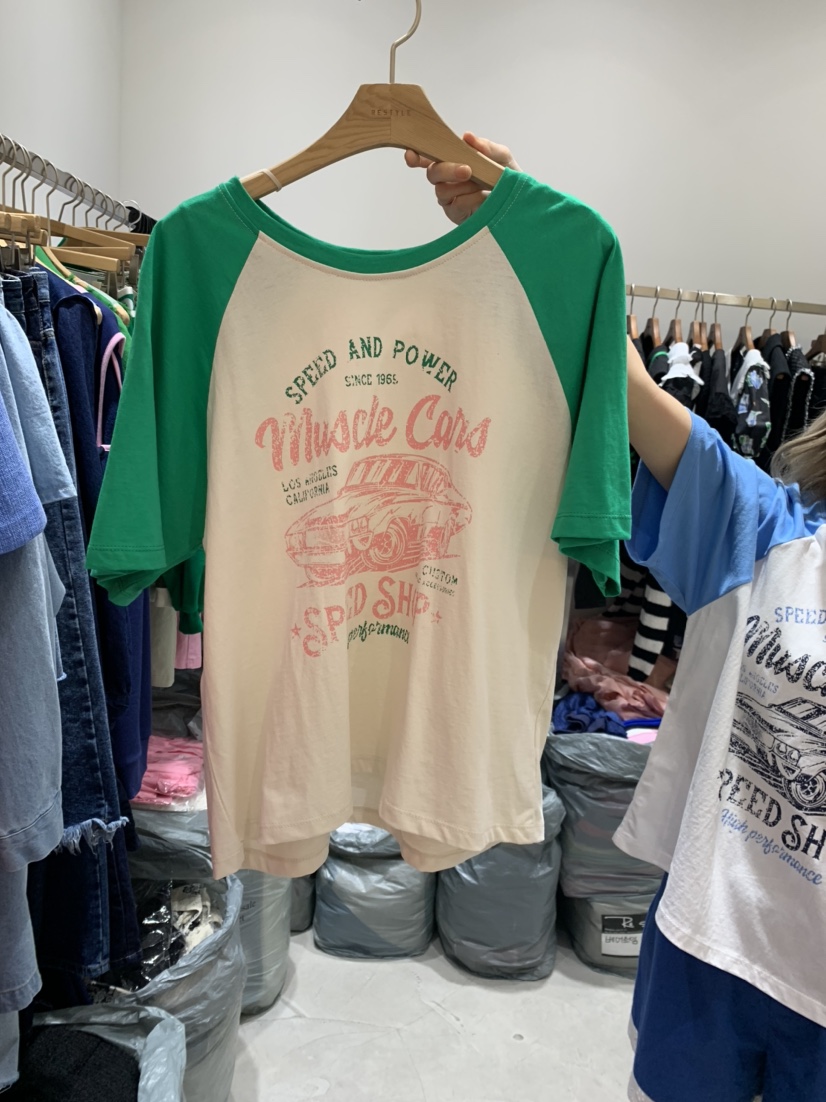 SPEED AND POWER
SINCE 1969
Muscle Cars
LOS ANGELES
CALIFORNIA
CUSTOM
SPEED SHOP
performance
SPEED
Muscle
SPEED SH
high performance